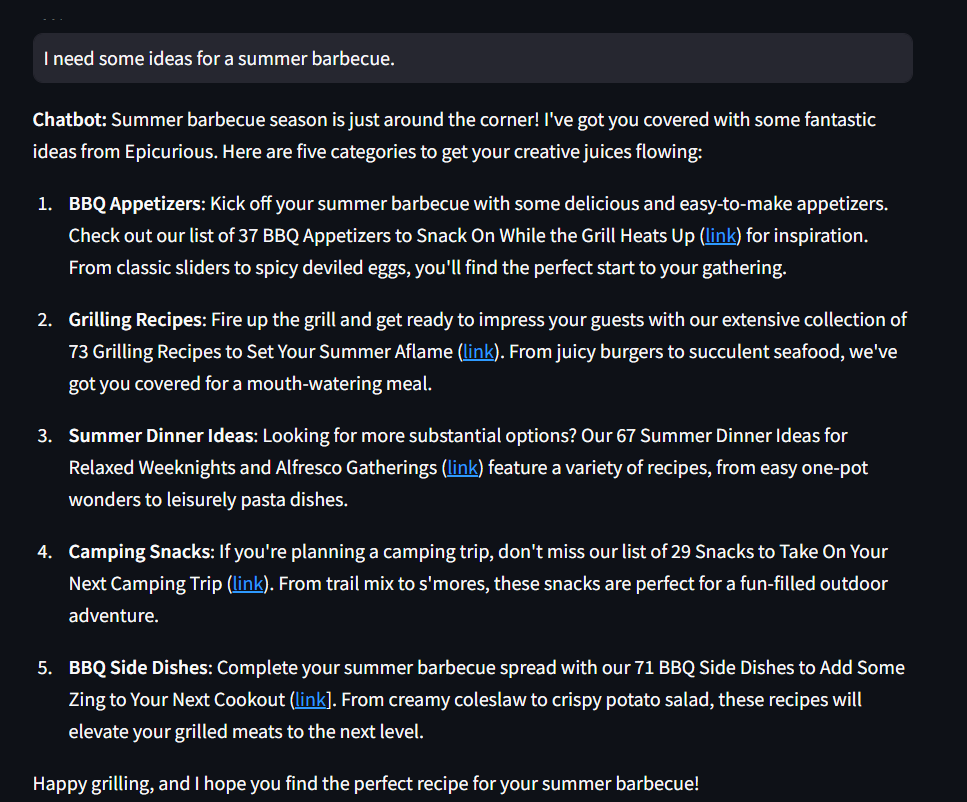 I need some ideas for a summer barbecue.
Chatbot: Summer barbecue season is just around the corner! I've got you covered with some fantastic
ideas from Epicurious. Here are five categories to get your creative juices flowing:
1. BBQ Appetizers: Kick off your summer barbecue with some delicious and easy-to-make appetizers.
Check out our list of 37 BBQ Appetizers to Snack On While the Grill Heats Up (link) for inspiration.
From classic sliders to spicy deviled eggs, you'll find the perfect start to your gathering.
2. Grilling Recipes: Fire up the grill and get ready to impress your guests with our extensive collection of
73 Grilling Recipes to Set Your Summer Aflame (link). From juicy burgers to succulent seafood, we've
got you covered for a mouth-watering meal.
3. Summer Dinner Ideas: Looking for more substantial options? Our 67 Summer Dinner Ideas for
Relaxed Weeknights and Alfresco Gatherings (link) feature a variety of recipes, from easy one-pot
wonders to leisurely pasta dishes.
4. Camping Snacks: If you're planning a camping trip, don't miss our list of 29 Snacks to Take On Your
Next Camping Trip (link). From trail mix to s'mores, these snacks are perfect for a fun-filled outdoor
adventure.
5. BBQ Side Dishes: Complete your summer barbecue spread with our 71 BBQ Side Dishes to Add Some
Zing to Your Next Cookout (link]. From creamy coleslaw to crispy potato salad, these recipes will
elevate your grilled meats to the next level.
Happy grilling, and I hope you find the perfect recipe for your summer barbecue!